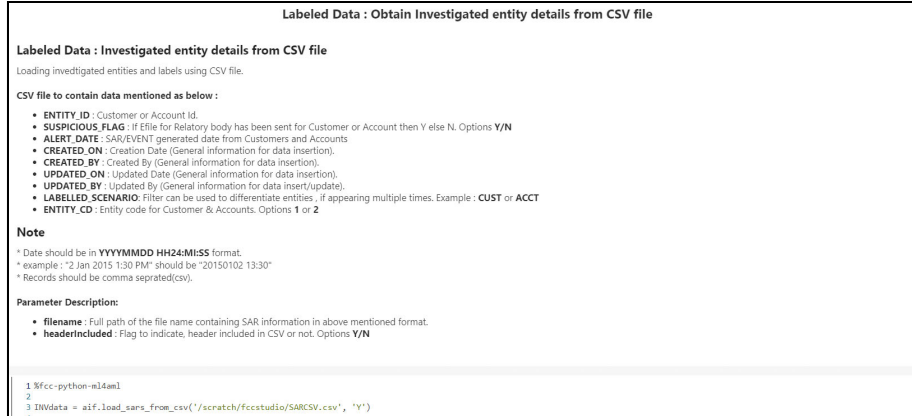 Labeled Data : Obtain Investigated entity details from CSV file
Labeled Data : Investigated entity details from CSV file
Loading invedtigated entities and labels using CSV file.
CSV file to contain data mentioned as below :
• ENTITY_ID : Customer or Account Id.
• SUSPICIOUS_FLAG : If Efile for Relatory body has been sent for Customer or Account then Y else N. Options Y/N
• ALERT_DATE : SAR/EVENT generated date from Customers and Accounts
• CREATED_ON : Creation Date (General information for data insertion).
• CREATED_BY : Created By (General information for data insertion).
• UPDATED_ON : Updated Date (General information for data insertion).
• UPDATED_BY : Updated By (General information for data insert/update).
• LABELLED_SCENARIO: Filter can be used to differentiate entities , if appearing multiple times. Example : CUST or ACCT
• ENTITY_CD : Entity code for Customer & Accounts. Options 1 or 2
Note
* Date should be in YYYYMMDD HH24:MI:SS format.
* example : "2 Jan 2015 1:30 PM" should be "20150102 13:30"
* Records should be comma seprated(csv).
Parameter Description:
• filename : Full path of the file name containing SAR information in above mentioned format.
• headerIncluded : Flag to indicate, header included in CSV or not. Options Y/N
1 %fcc-python-ml4aml
2
3 INVdata = aif.load_sars_from_csv('/scratch/fccstudio/SARCSV.csv', 'Y')